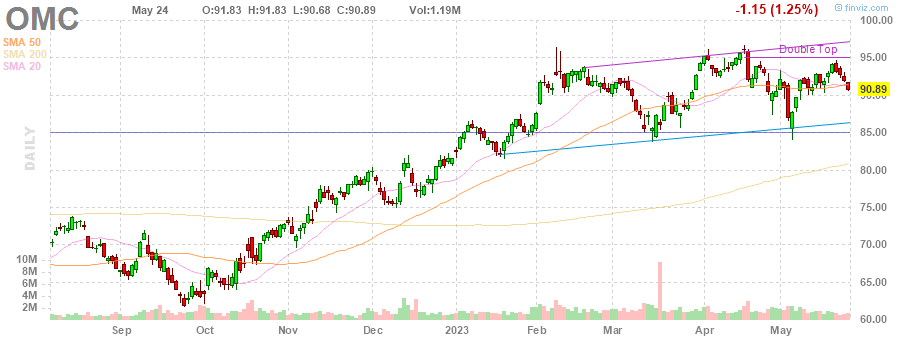 OMC May 24 O:91.83 H:91.83 L:90.68 C:90.89 Vol:1.19M -1.15 (1.25%) © finviz.com
SMA 50
SMA 200
SMA 20
DAILY
Double Top
100.00
95.00
90.00
90.89
85.00
80.00
75.00
70.00
65.00
60.00
10M
8M
6M
4M
2M
Sep Oct Nov Dec 2023 Feb Mar Apr May